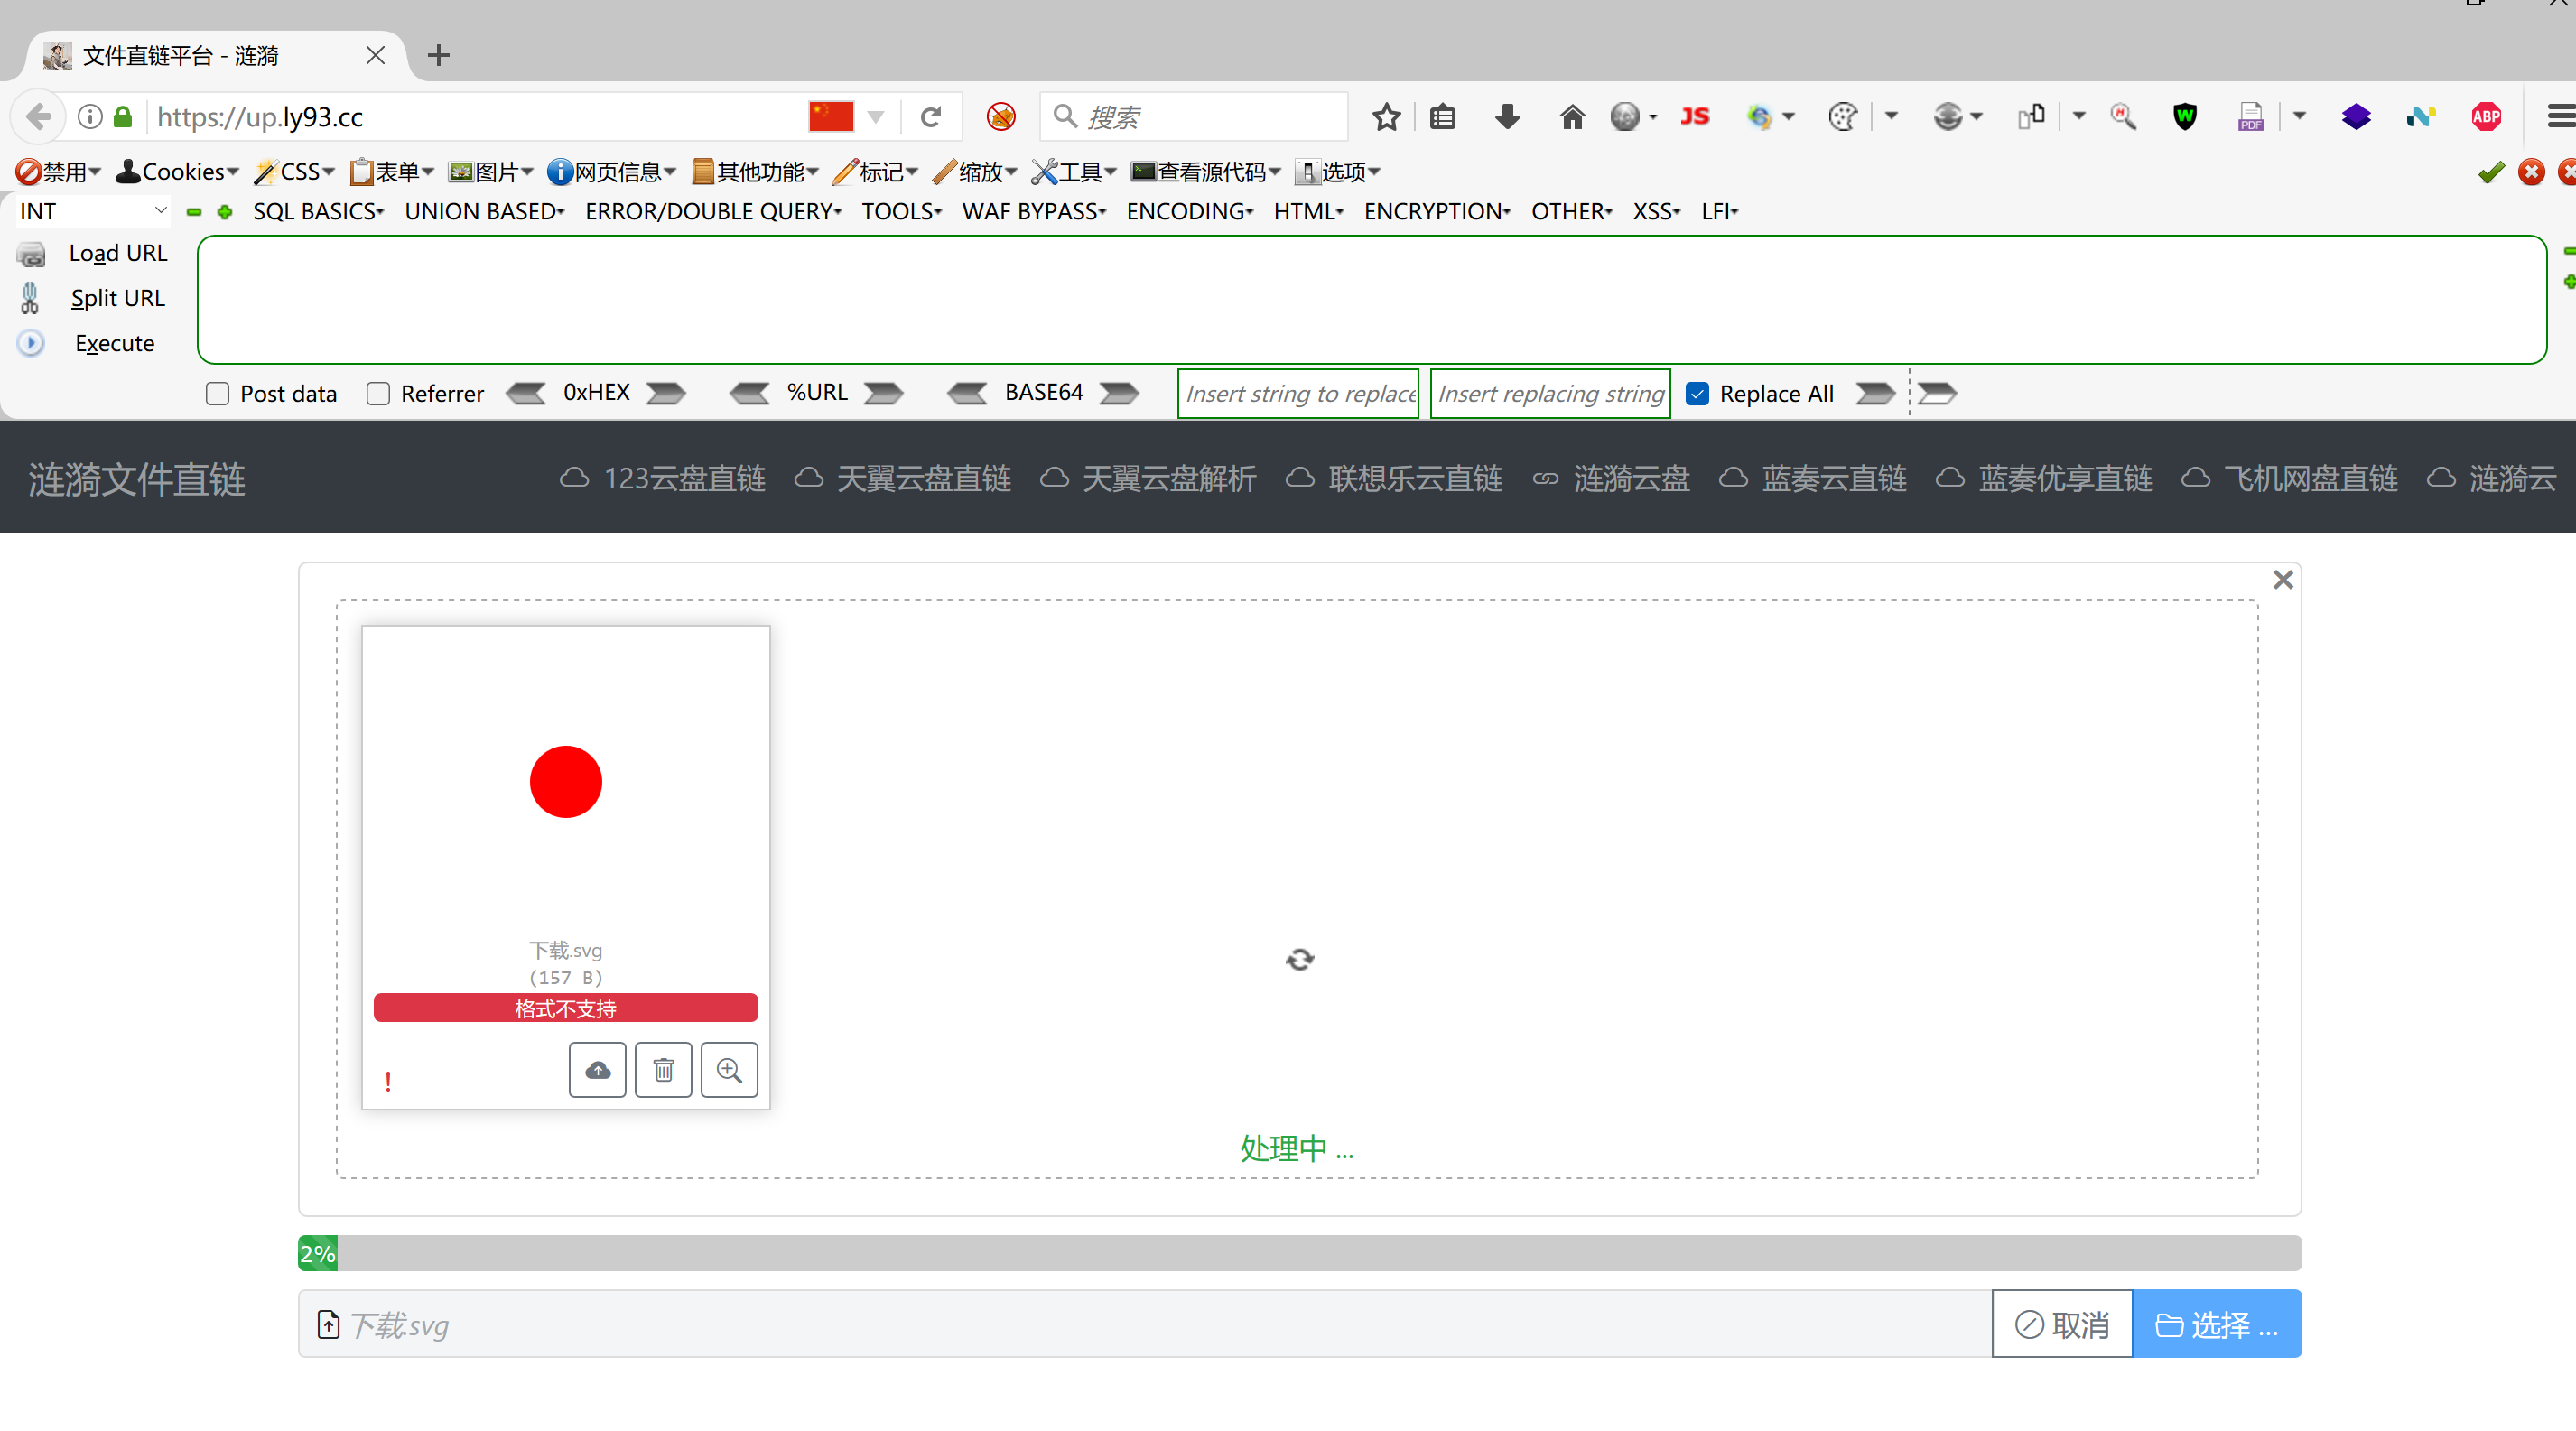 文件直链平台 - 涟漪
https://up.ly93.cc
搜索
JS
PDF
ABP
禁用 Cookies CSS 表单 图片 网页信息 其他功能 标记 缩放 工具 查看源代码 选项
INT SQL BASICS UNION BASED ERROR/DOUBLE QUERY TOOLS WAF BYPASS ENCODING HTML ENCRYPTION OTHER XSS LFI
Load URL
Split URL
Execute
Post data Referrer 0xHEX %URL BASE64 Insert string to replace Insert replacing string Replace All
涟漪文件直链 123云盘直链 天翼云盘直链 天翼云盘解析 联想乐云直链 涟漪云盘 蓝奏云直链 蓝奏优享直链 飞机网盘直链 涟漪云
下载.svg
(157 B)
格式不支持
!
处理中 ...
2%
下载.svg 取消 选择 ...